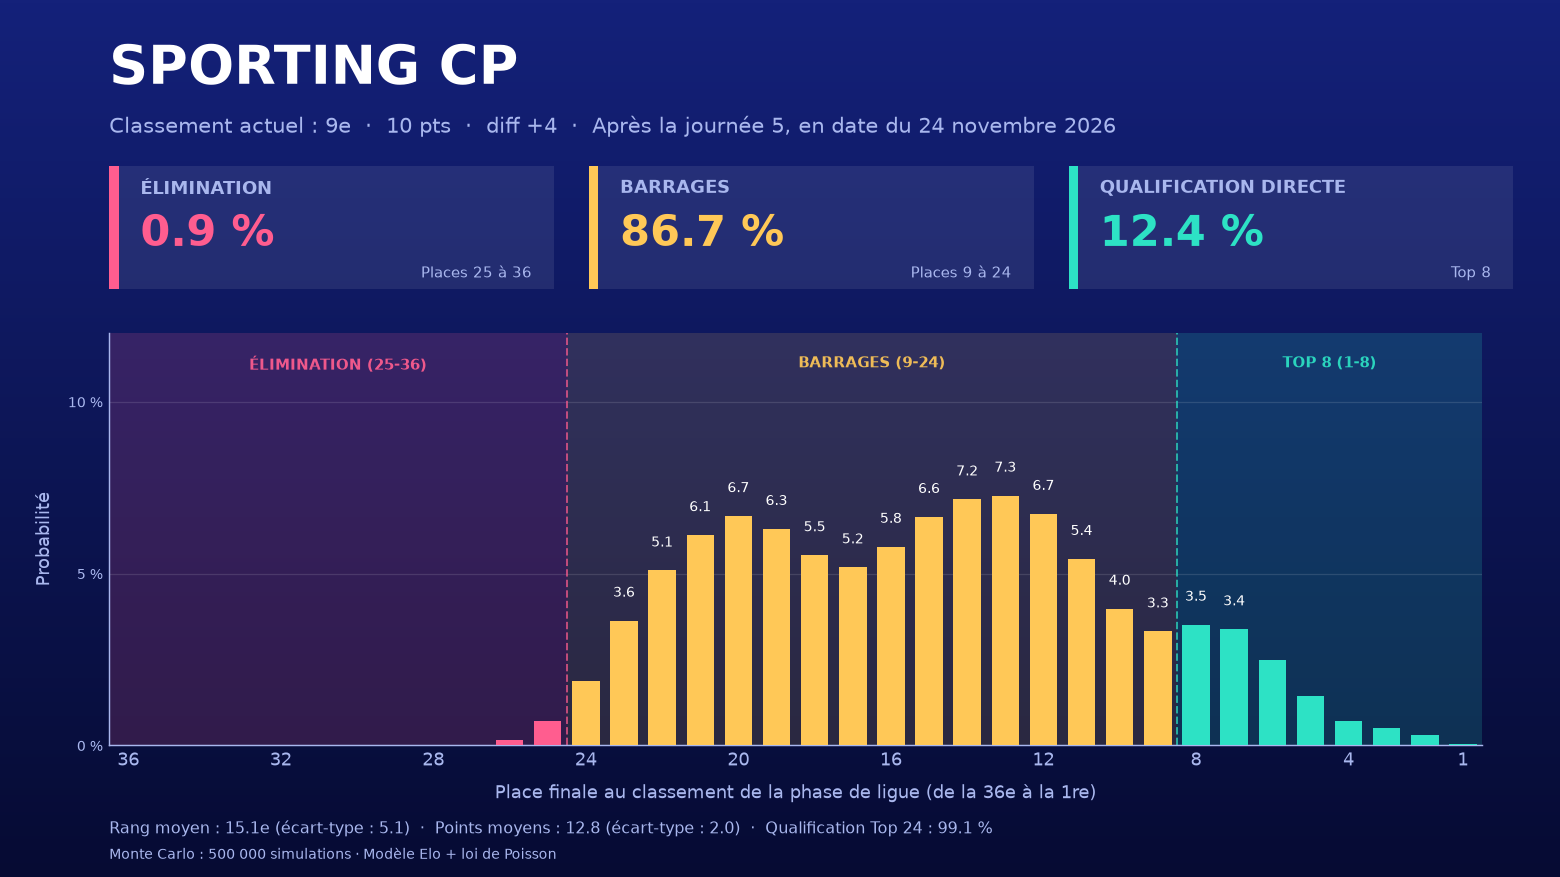 SPORTING CP
Classement actuel : 9e · 10 pts · diff +4 · Après la journée 5, en date du 24 novembre 2026
ÉLIMINATION
0.9 %
Places 25 à 36
BARRAGES
86.7 %
Places 9 à 24
QUALIFICATION DIRECTE
12.4 %
Top 8
ÉLIMINATION (25-36)
BARRAGES (9-24)
TOP 8 (1-8)
Probabilité
10 %
5 %
0 %
3.6
5.1
6.1
6.7
6.3
5.5
5.2
5.8
6.6
7.2
7.3
6.7
5.4
4.0
3.3
3.5
3.4
36 32 28 24 20 16 12 8 4 1
Place finale au classement de la phase de ligue (de la 36e à la 1re)
Rang moyen : 15.1e (écart-type : 5.1) · Points moyens : 12.8 (écart-type : 2.0) · Qualification Top 24 : 99.1 %
Monte Carlo : 500 000 simulations · Modèle Elo + loi de Poisson